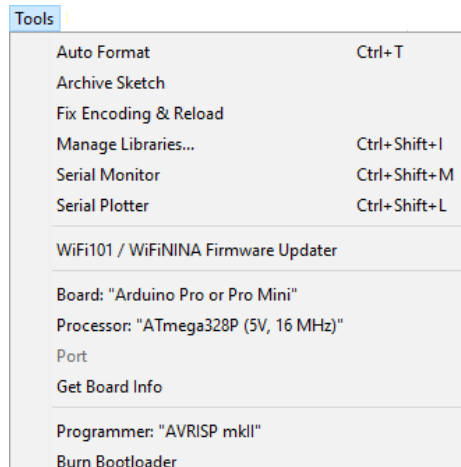 Tools
Auto Format Ctrl+T
Archive Sketch
Fix Encoding & Reload
Manage Libraries... Ctrl+Shift+I
Serial Monitor Ctrl+Shift+M
Serial Plotter Ctrl+Shift+L
WiFi101 / WiFiNINA Firmware Updater
Board: "Arduino Pro or Pro Mini"
Processor: "ATmega328P (5V, 16 MHz)"
Port
Get Board Info
Programmer: "AVRISP mkII"
Burn Bootloader